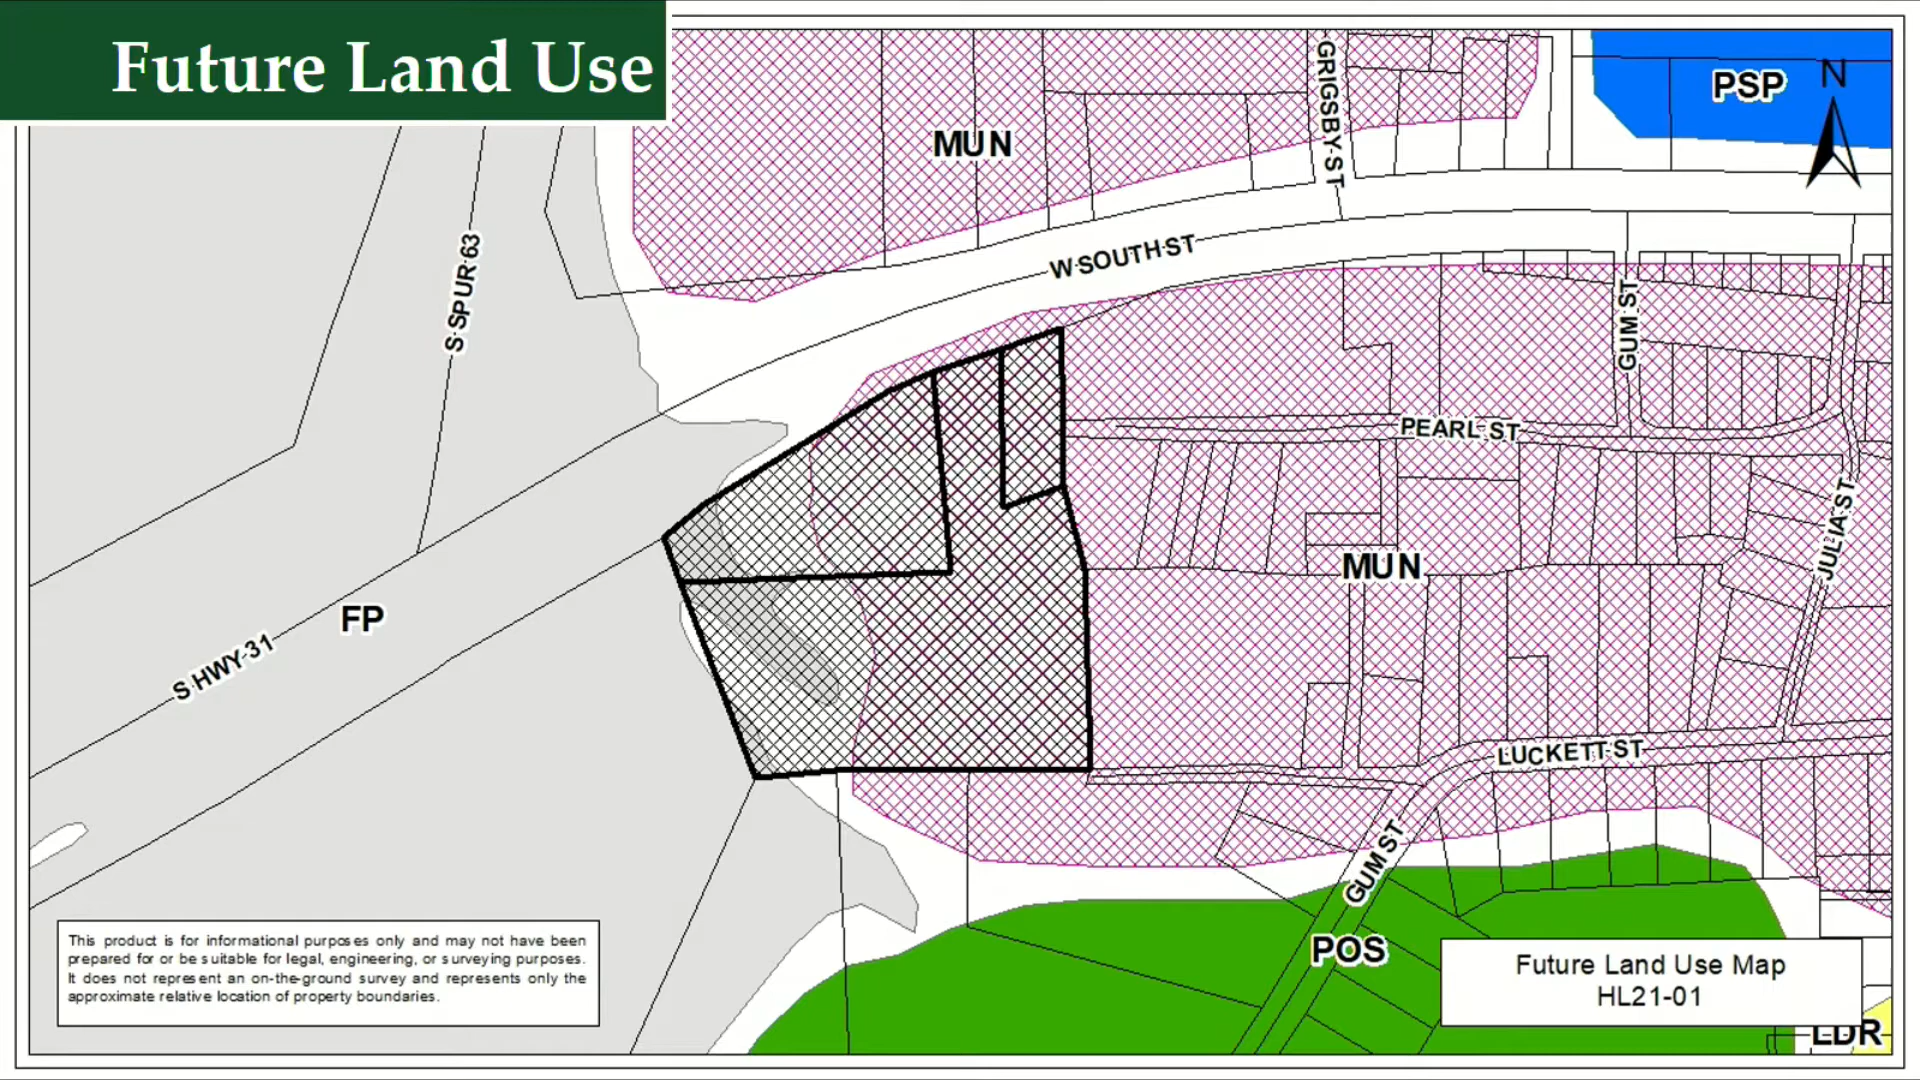 Future Land Use
GRIGSBY ST
PSP
N
MUN
W SOUTH ST
S SPUR 63
GUM ST
PEARL ST
JULIA ST
MUN
FP
S HWY 31
LUCKETT ST
GUM ST
POS
This product is for informational purposes only and may not have been
prepared for or be suitable for legal, engineering, or surveying purposes.
It does not represent an on-the-ground survey and represents only the
approximate relative location of property boundaries.
Future Land Use Map
HL21-01
LDR